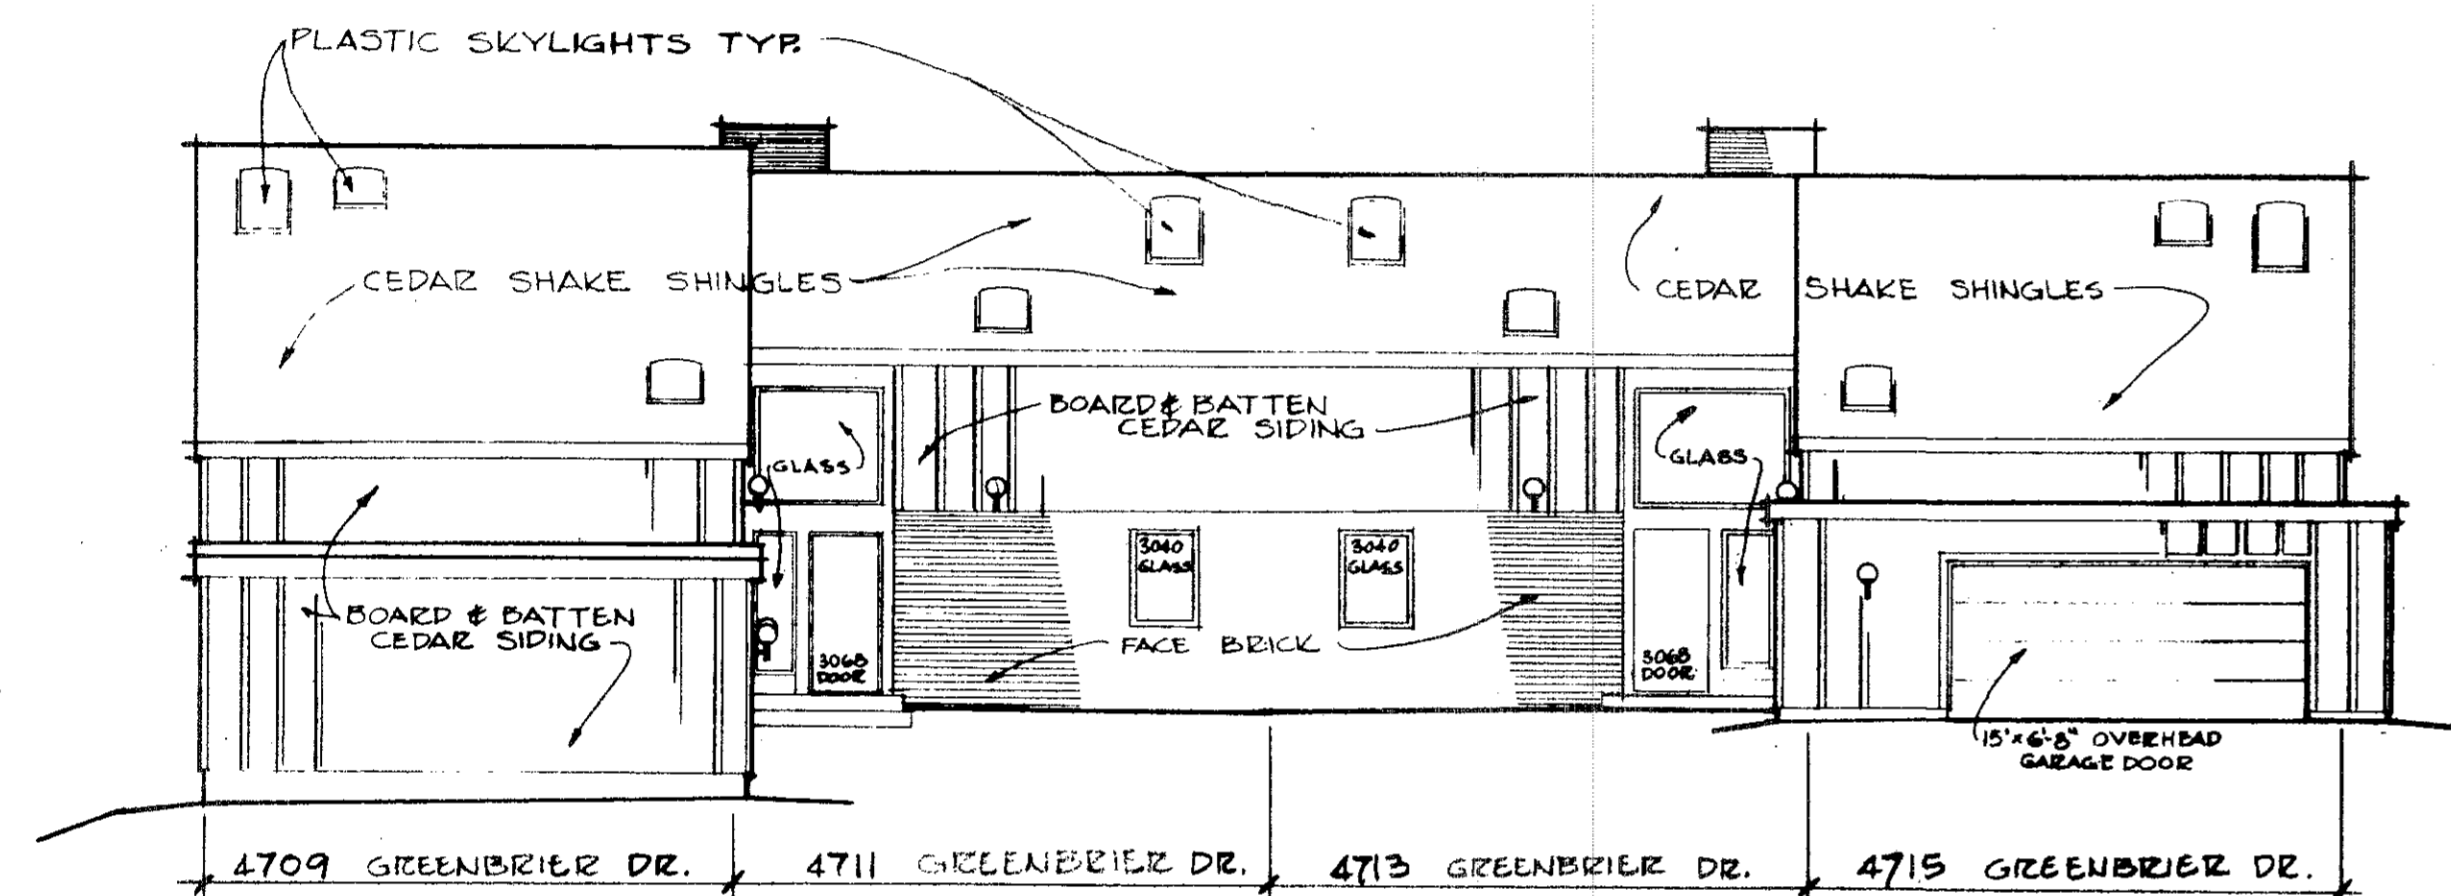 PLASTIC SKYLIGHTS TYP.
CEDAR SHAKE SHINGLES
CEDAR SHAKE SHINGLES
BOARD & BATTEN
CEDAR SIDING
GLASS
GLASS
3040
GLASS
3040
GLASS
BOARD & BATTEN
CEDAR SIDING
FACE BRICK
3068
DOOR
3068
DOOR
15'x6'-8" OVERHEAD
GARAGE DOOR
4709 GREENBRIER DR.
4711 GREENBRIER DR.
4713 GREENBRIER DR.
4715 GREENBRIER DR.